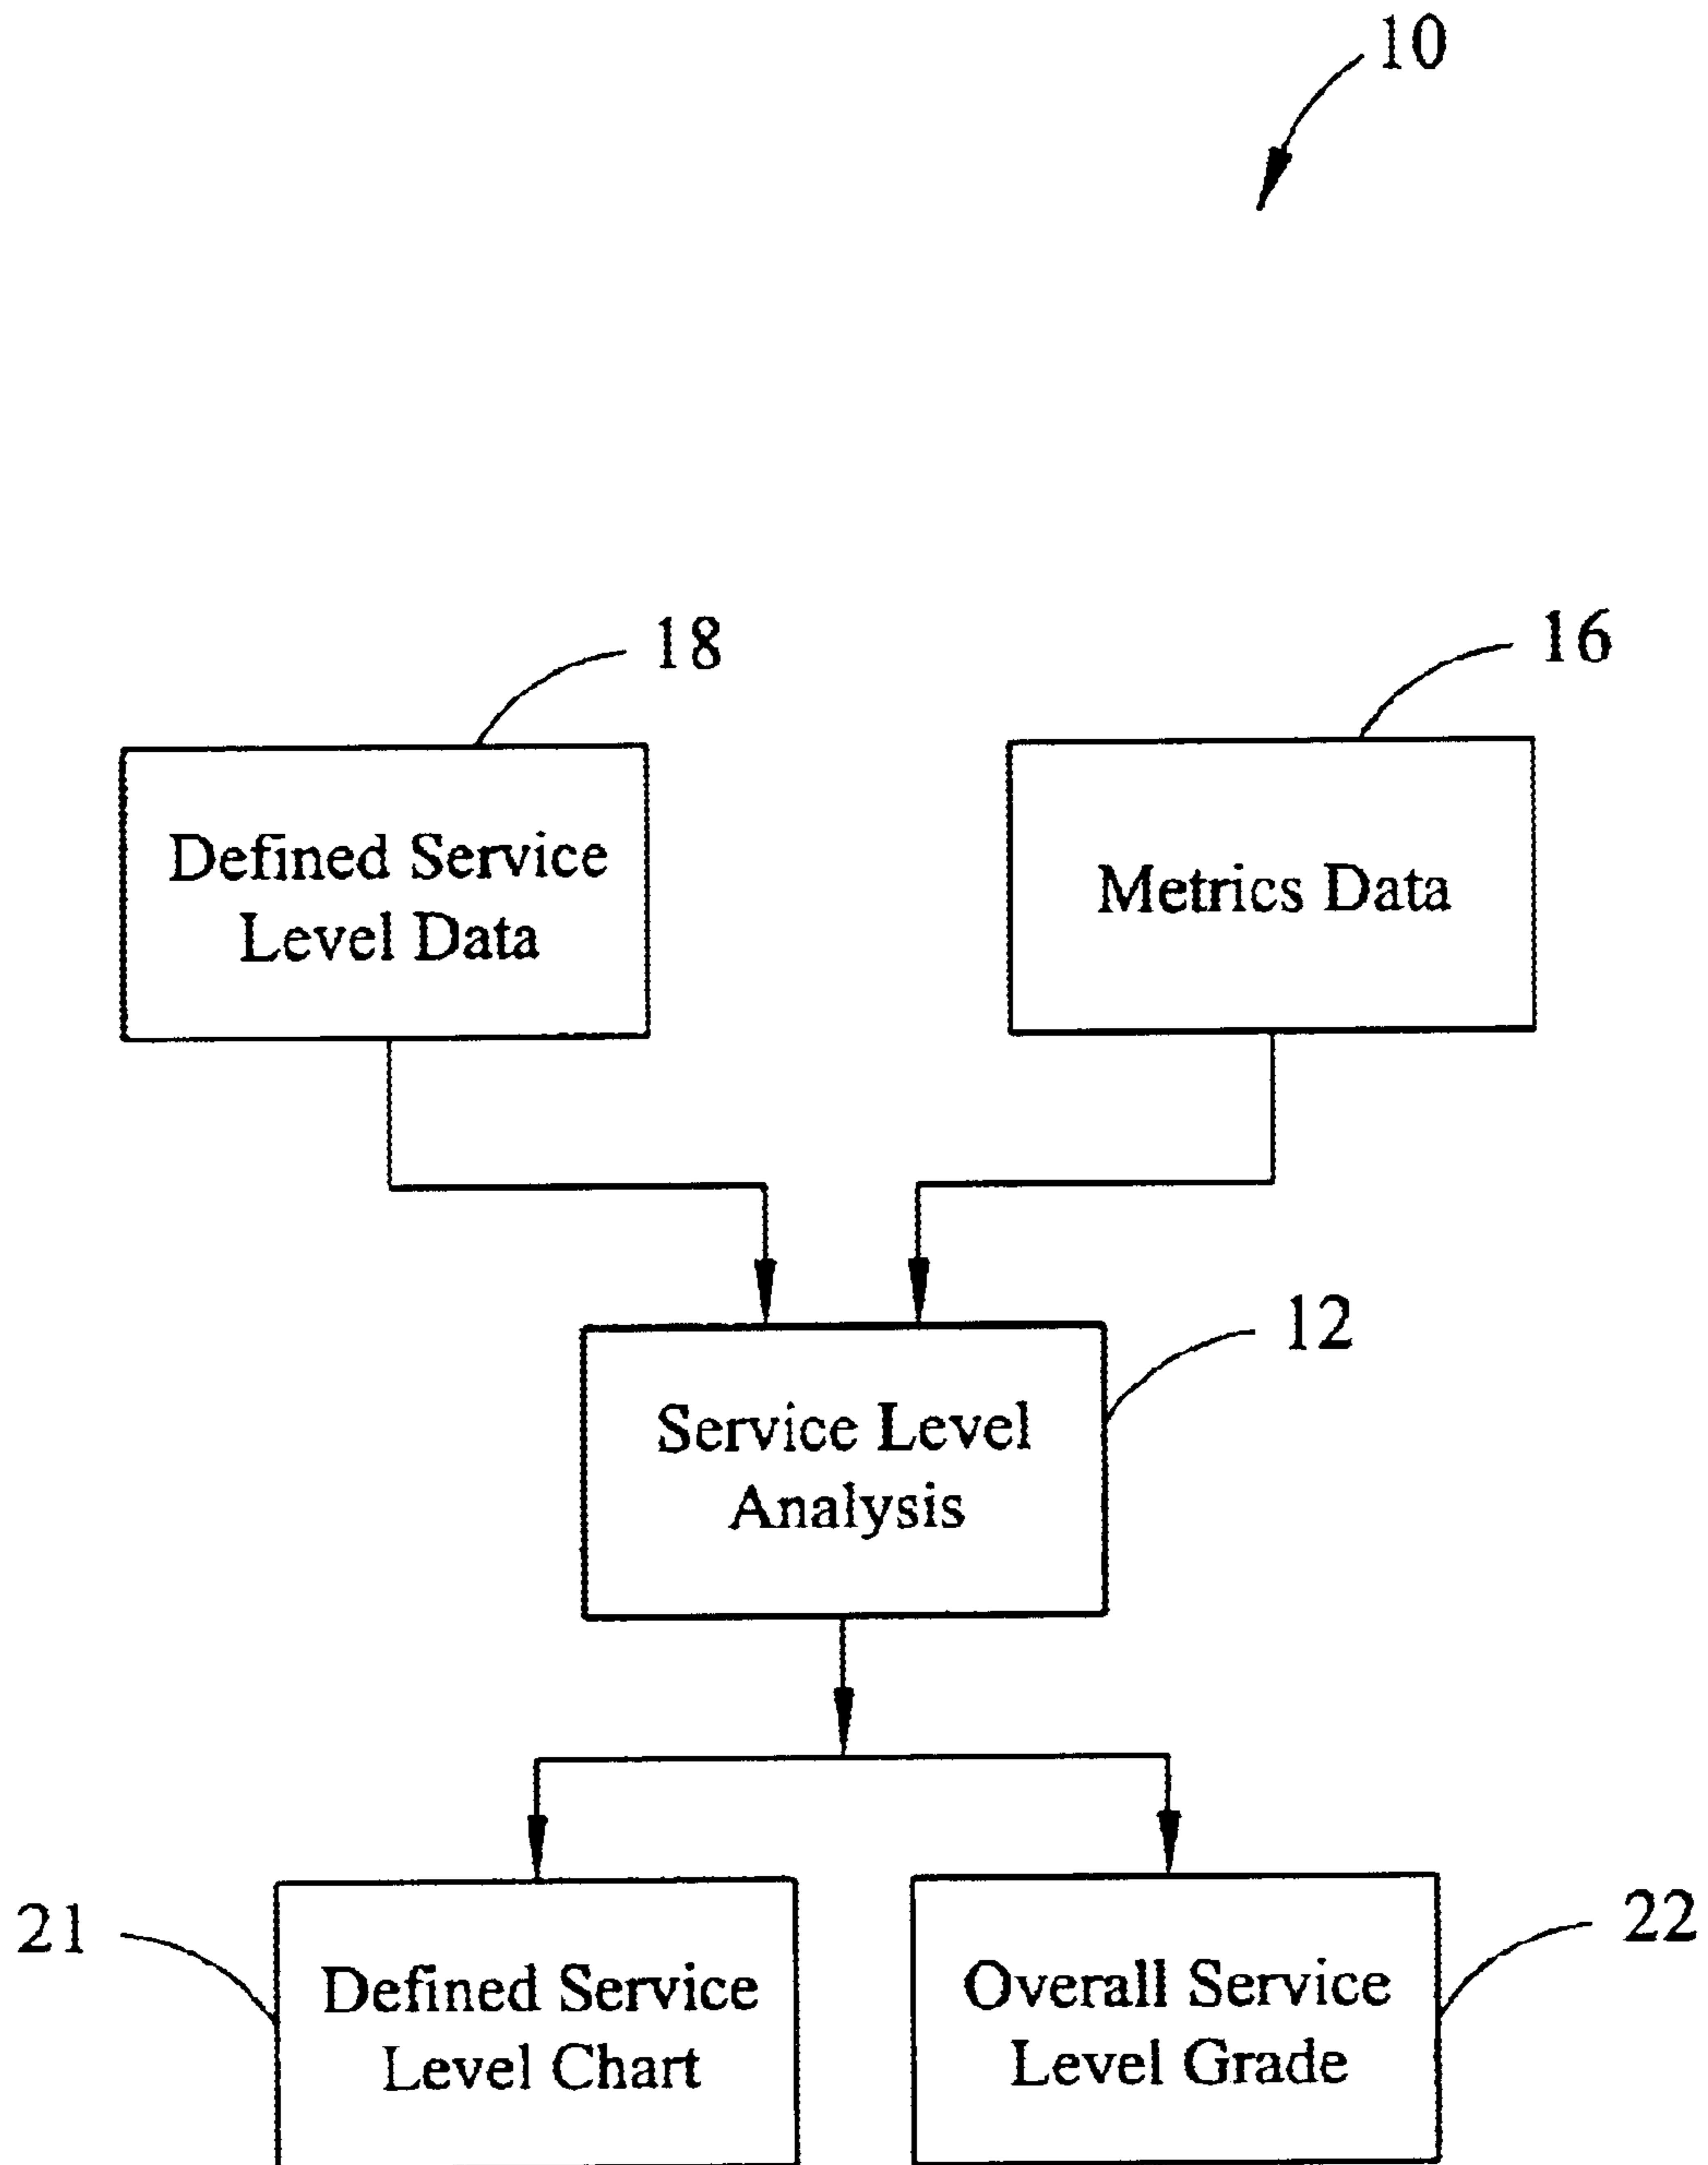 10
18
16
Defined Service
Level Data
Metrics Data
12
Service Level
Analysis
21
22
Defined Service
Level Chart
Overall Service
Level Grade